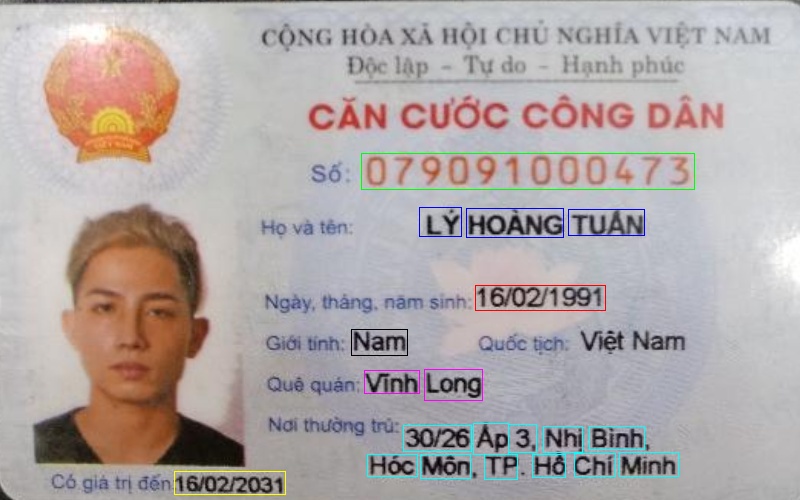 CỘNG HÒA XÃ HỘI CHỦ NGHĨA VIỆT NAM
Độc lập - Tự do - Hạnh phúc
CĂN CƯỚC CÔNG DÂN
Số: 079091000473
Họ và tên: LÝ HOÀNG TUẤN
Ngày, tháng, năm sinh: 16/02/1991
Giới tính: Nam Quốc tịch: Việt Nam
Quê quán: Vĩnh Long
Nơi thường trú: 30/26 Ấp 3, Nhị Bình,
Hóc Môn, TP. Hồ Chí Minh
Có giá trị đến: 16/02/2031